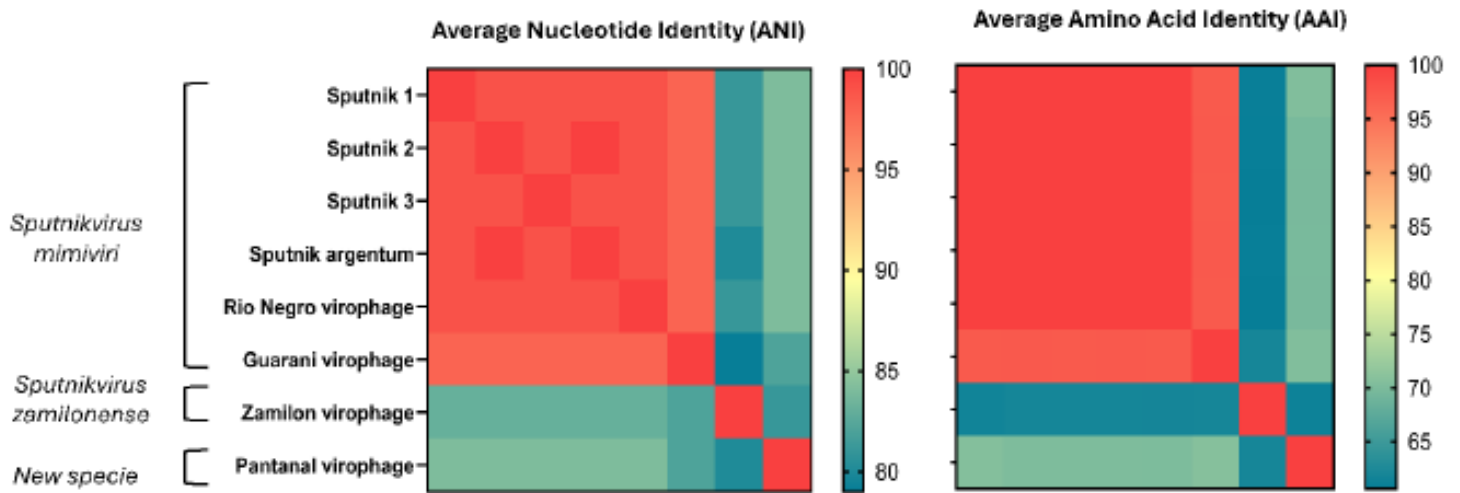 Average Nucleotide Identity (ANI)
Average Amino Acid Identity (AAI)
Sputnikvirus
mimiviri
Sputnikvirus
zamilonense
New specie
Sputnik 1
Sputnik 2
Sputnik 3
Sputnik argentum
Rio Negro virophage
Guarani virophage
Zamilon virophage
Pantanal virophage
100
95
90
85
80
100
95
90
85
80
75
70
65